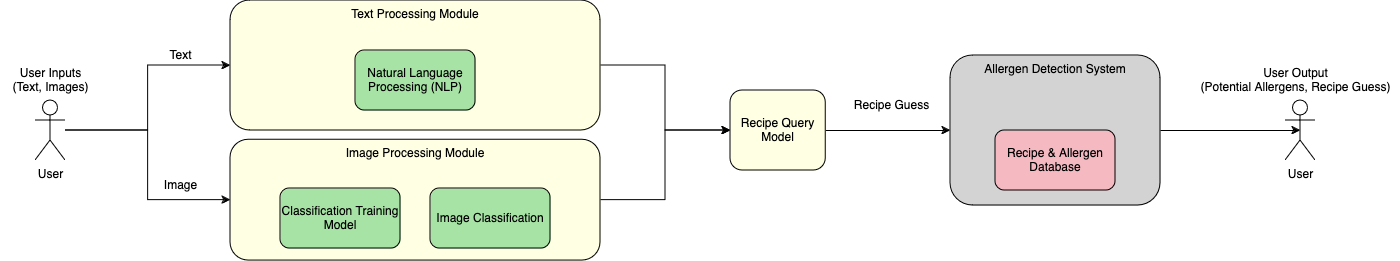 Text Processing Module
Natural Language
Processing (NLP)
User Inputs
(Text, Images)
User
Text
Image
Image Processing Module
Classification Training
Model
Image Classification
Recipe Query
Model
Recipe Guess
Allergen Detection System
Recipe & Allergen
Database
User Output
(Potential Allergens, Recipe Guess)
User